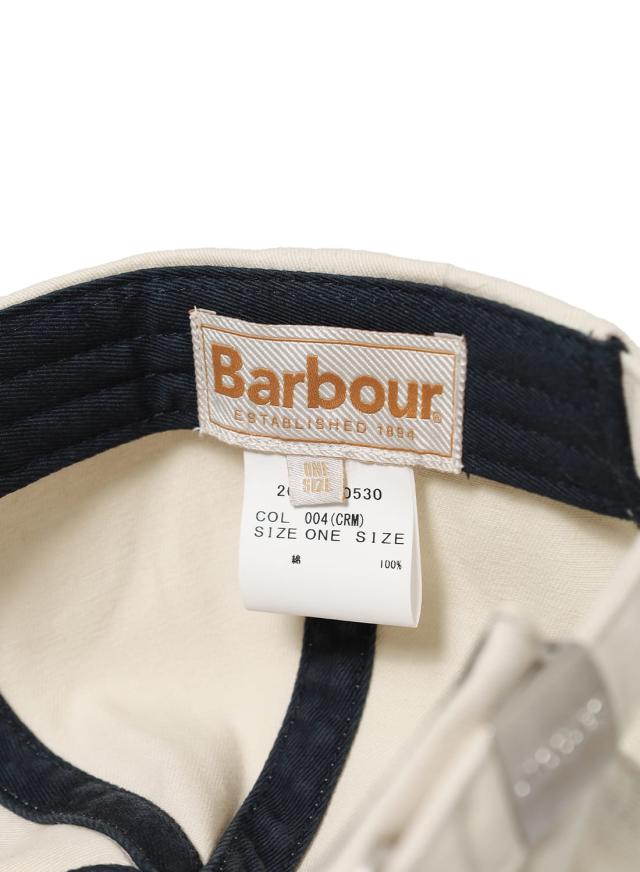 Barbour®
ESTABLISHED 1894
ONE
SIZE
COL 004(CRM)
SIZE ONE SIZE
綿 100%